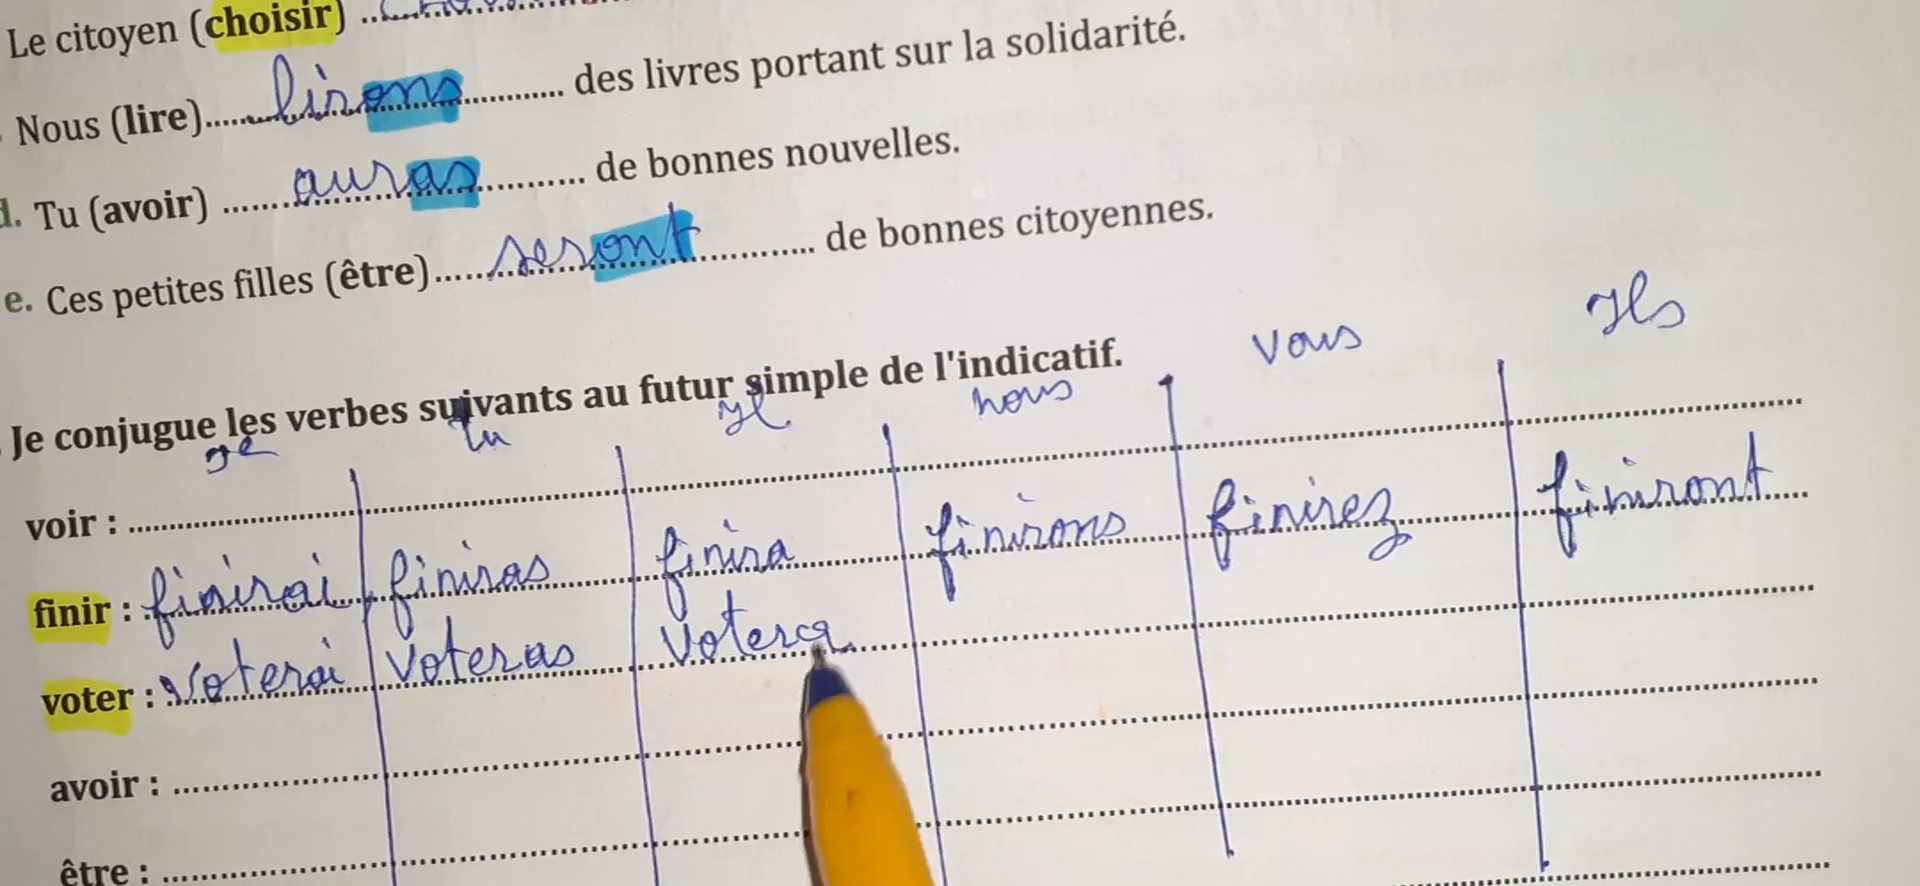 Le citoyen (choisir) ..........
Nous (lire)..... lirons .......... des livres portant sur la solidarité.
d. Tu (avoir) ....... auras .......... de bonnes nouvelles.
e. Ces petites filles (être)..... seront .......... de bonnes citoyennes.
Je conjugue les verbes suivants au futur simple de l'indicatif.
Je tu Il nous vous Ils
voir : ..........
finir : finirai finiras finira finirons finirez finiront
voter : voterai voteras votera
avoir : ..........
être : ..........